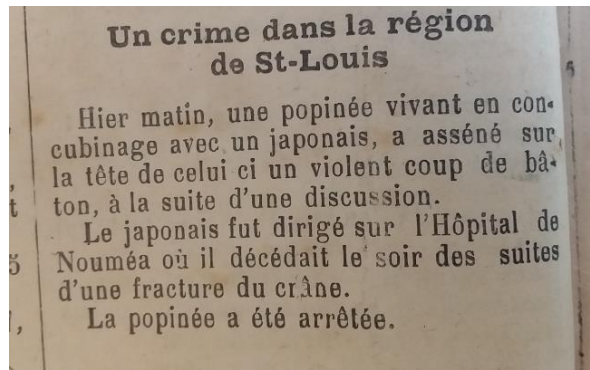 Un crime dans la région
de St-Louis
Hier matin, une popinée vivant en con-
cubinage avec un japonais, a asséné sur
la tête de celui ci un violent coup de bâ-
ton, à la suite d'une discussion.
Le japonais fut dirigé sur l'Hôpital de
Nouméa où il décédait le soir des suites
d'une fracture du crâne.
La popinée a été arrêtée.